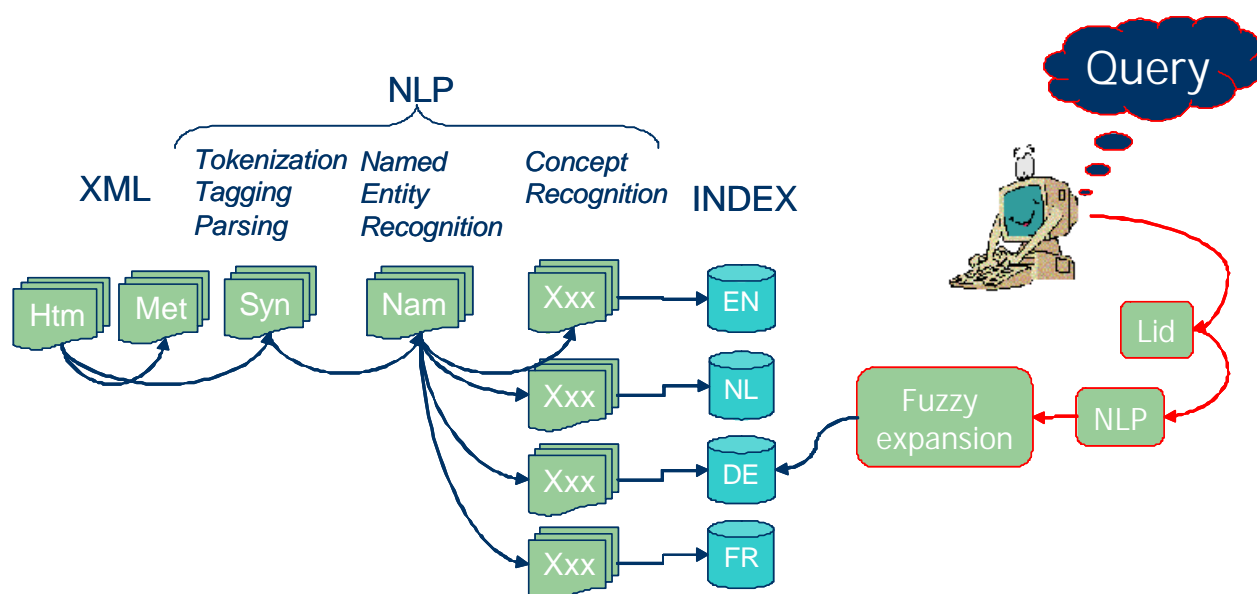 Query
NLP
Tokenization
Tagging
Parsing
Named
Entity
Recognition
Concept
Recognition
XML
INDEX
Htm
Met
Syn
Nam
Xxx
EN
Lid
Xxx
NL
Fuzzy
expansion
NLP
Xxx
DE
Xxx
FR